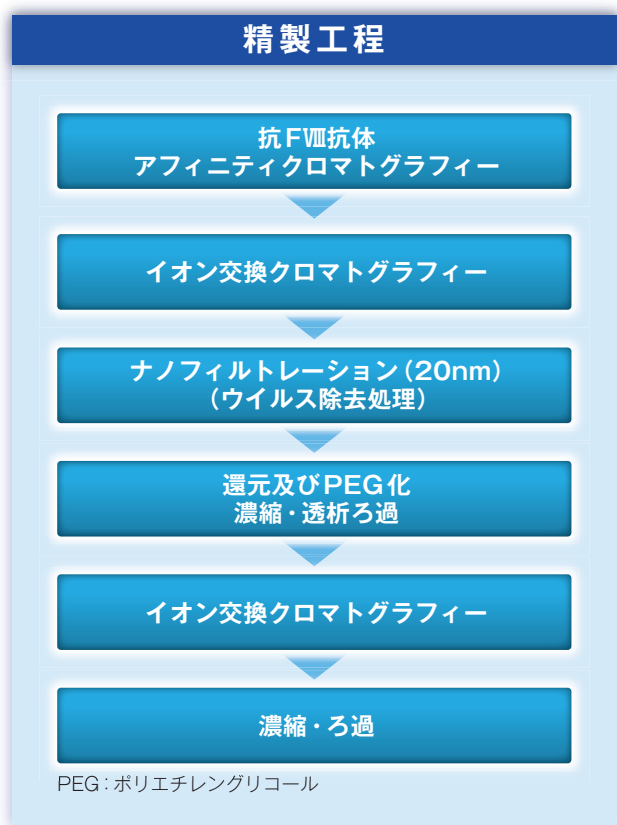 精製工程
抗FⅧ抗体
アフィニティクロマトグラフィー
イオン交換クロマトグラフィー
ナノフィルトレーション（20nm）
（ウイルス除去処理）
還元及びPEG化
濃縮・透析ろ過
イオン交換クロマトグラフィー
濃縮・ろ過
PEG：ポリエチレングリコール